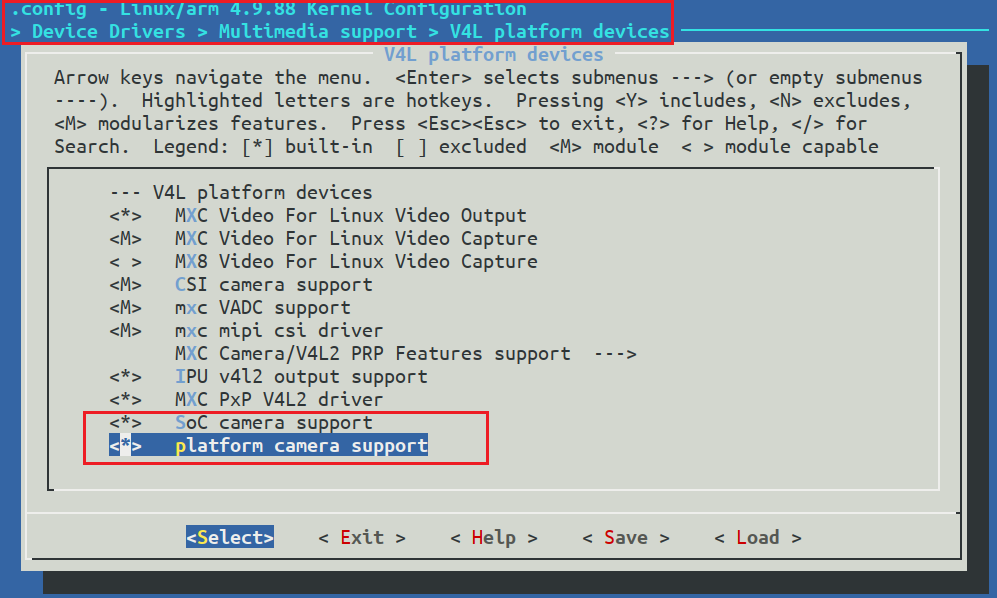 .config - Linux/arm 4.9.88 Kernel Configuration
> Device Drivers > Multimedia support > V4L platform devices
V4L platform devices
Arrow keys navigate the menu.  <Enter> selects submenus ---> (or empty submenus
----).  Highlighted letters are hotkeys.  Pressing <Y> includes, <N> excludes,
<M> modularizes features.  Press <Esc><Esc> to exit, <?> for Help, </> for
Search.  Legend: [*] built-in  [ ] excluded  <M> module  < > module capable
--- V4L platform devices
<*>   MXC Video For Linux Video Output
<M>   MXC Video For Linux Video Capture
< >   MX8 Video For Linux Video Capture
<M>   CSI camera support
<M>   mxc VADC support
<M>   mxc mipi csi driver
MXC Camera/V4L2 PRP Features support  --->
<*>   IPU v4l2 output support
<*>   MXC PxP V4L2 driver
<*>   SoC camera support
<*>   platform camera support
<Select>    < Exit >    < Help >    < Save >    < Load >